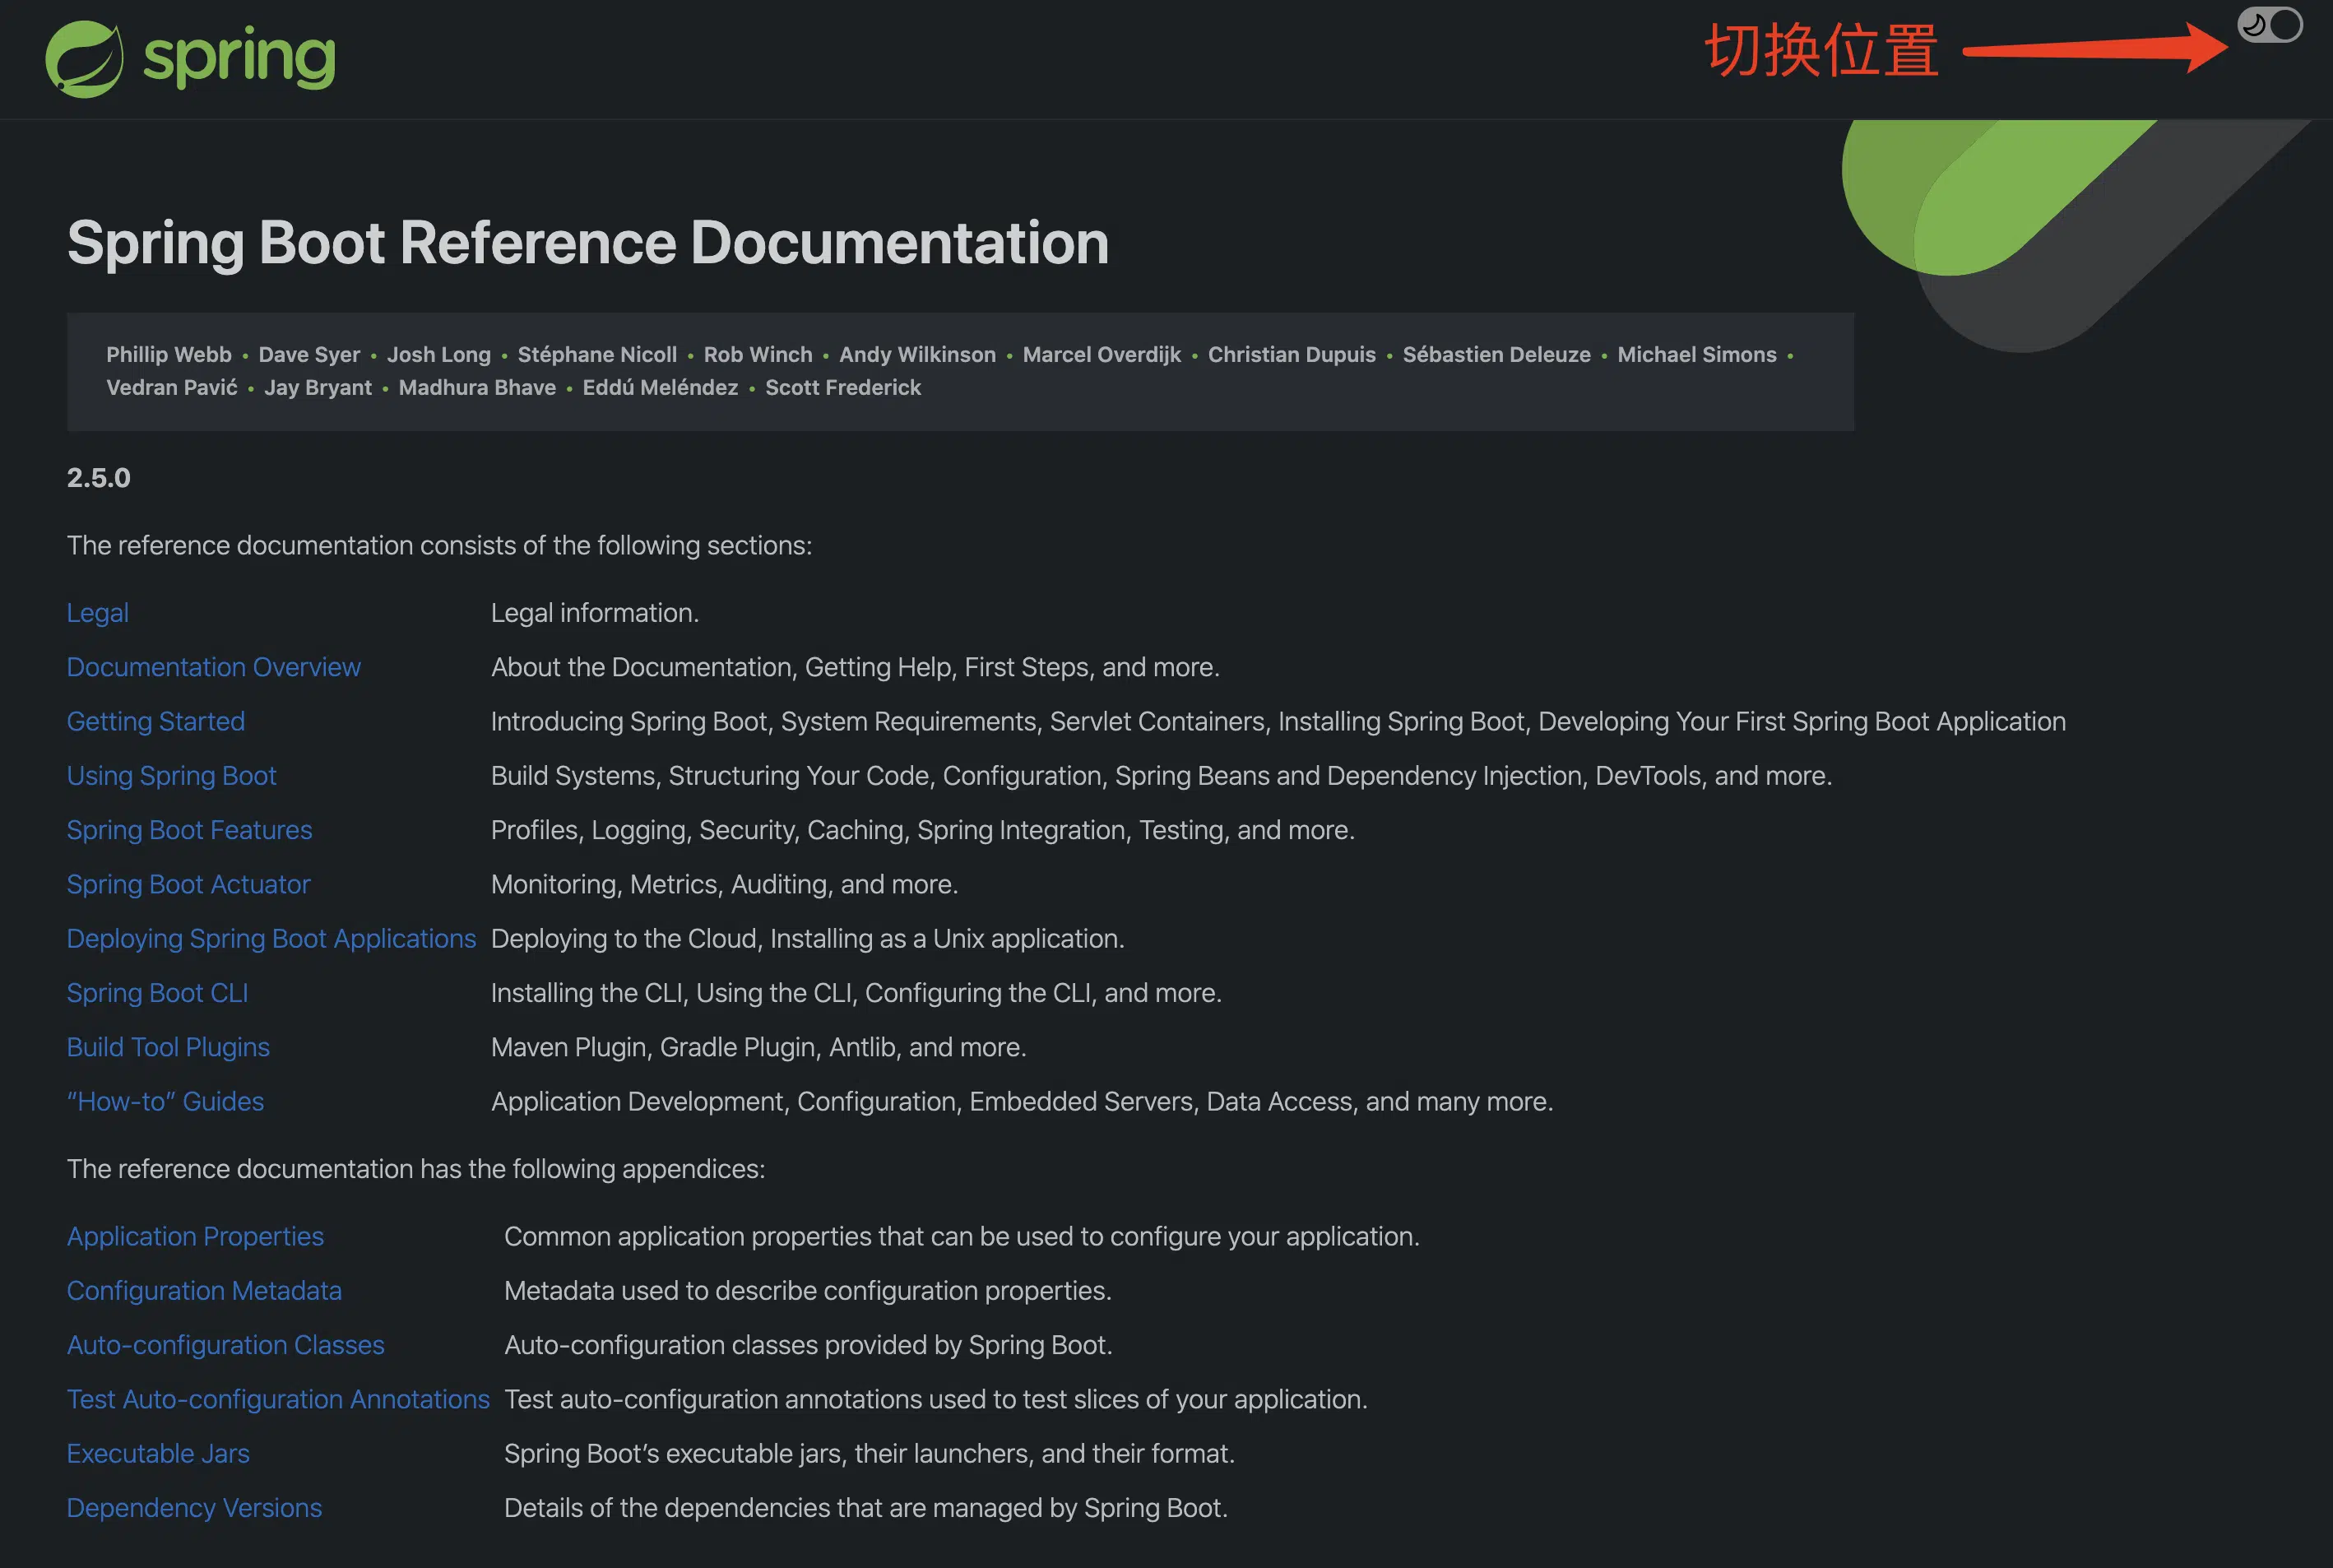 spring
切换位置
Spring Boot Reference Documentation
Phillip Webb • Dave Syer • Josh Long • Stéphane Nicoll • Rob Winch • Andy Wilkinson • Marcel Overdijk • Christian Dupuis • Sébastien Deleuze • Michael Simons •
Vedran Pavić • Jay Bryant • Madhura Bhave • Eddú Meléndez • Scott Frederick
2.5.0
The reference documentation consists of the following sections:
Legal Legal information.
Documentation Overview About the Documentation, Getting Help, First Steps, and more.
Getting Started Introducing Spring Boot, System Requirements, Servlet Containers, Installing Spring Boot, Developing Your First Spring Boot Application
Using Spring Boot Build Systems, Structuring Your Code, Configuration, Spring Beans and Dependency Injection, DevTools, and more.
Spring Boot Features Profiles, Logging, Security, Caching, Spring Integration, Testing, and more.
Spring Boot Actuator Monitoring, Metrics, Auditing, and more.
Deploying Spring Boot Applications Deploying to the Cloud, Installing as a Unix application.
Spring Boot CLI Installing the CLI, Using the CLI, Configuring the CLI, and more.
Build Tool Plugins Maven Plugin, Gradle Plugin, Antlib, and more.
“How-to” Guides Application Development, Configuration, Embedded Servers, Data Access, and many more.
The reference documentation has the following appendices:
Application Properties Common application properties that can be used to configure your application.
Configuration Metadata Metadata used to describe configuration properties.
Auto-configuration Classes Auto-configuration classes provided by Spring Boot.
Test Auto-configuration Annotations Test auto-configuration annotations used to test slices of your application.
Executable Jars Spring Boot’s executable jars, their launchers, and their format.
Dependency Versions Details of the dependencies that are managed by Spring Boot.